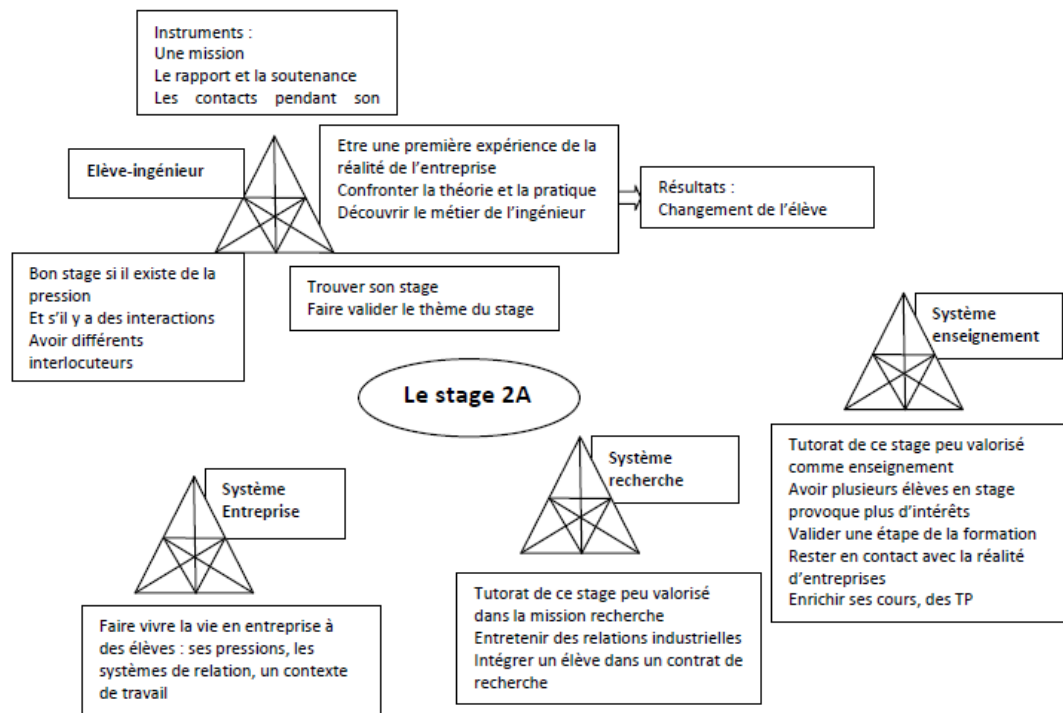 Instruments :
Une mission
Le rapport et la soutenance
Les contacts pendant son
Elève-ingénieur
Etre une première expérience de la
réalité de l'entreprise
Confronter la théorie et la pratique
Découvrir le métier de l'ingénieur
Résultats :
Changement de l'élève
Bon stage si il existe de la
pression
Et s'il y a des interactions
Avoir différents
interlocuteurs
Trouver son stage
Faire valider le thème du stage
Système
enseignement
Le stage 2A
Tutorat de ce stage peu valorisé
comme enseignement
Avoir plusieurs élèves en stage
provoque plus d'intérêts
Valider une étape de la formation
Rester en contact avec la réalité
d'entreprises
Enrichir ses cours, des TP
Système
recherche
Système
Entreprise
Tutorat de ce stage peu valorisé
dans la mission recherche
Entretenir des relations industrielles
Intégrer un élève dans un contrat de
recherche
Faire vivre la vie en entreprise à
des élèves : ses pressions, les
systèmes de relation, un contexte
de travail